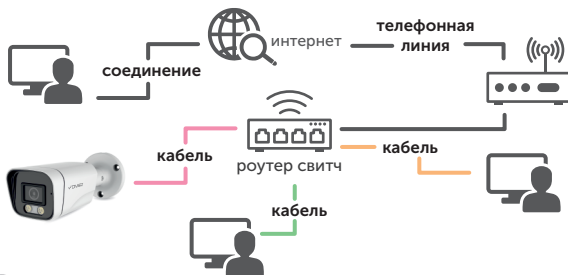 интернет
телефонная
линия
соединение
кабель
роутер свитч
кабель
кабель